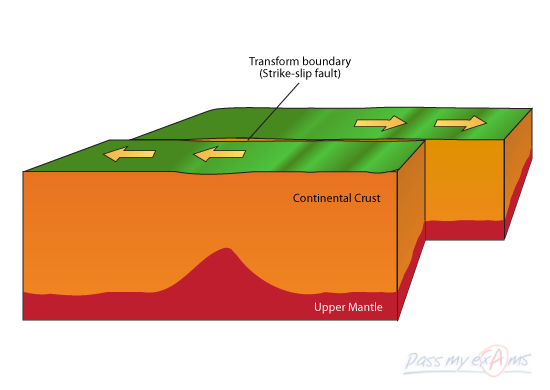 Transform boundary
(Strike-slip fault)
Continental Crust
Upper Mantle
pass my exAms